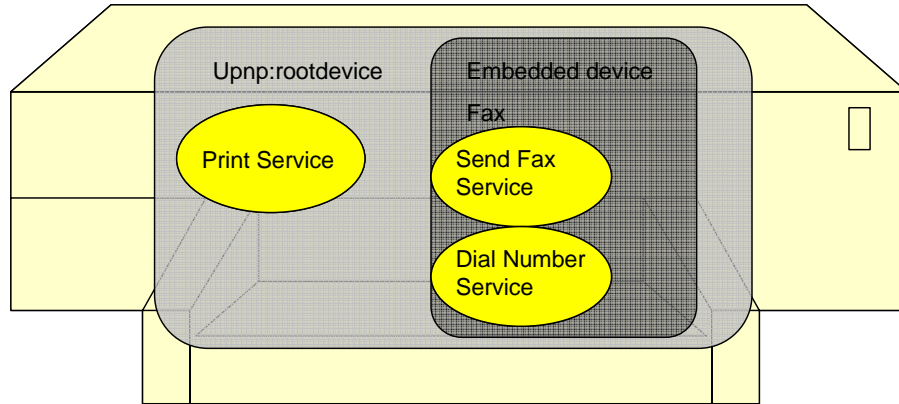 Upnp:rootdevice
Print Service
Embedded device
Fax
Send Fax
Service
Dial Number
Service